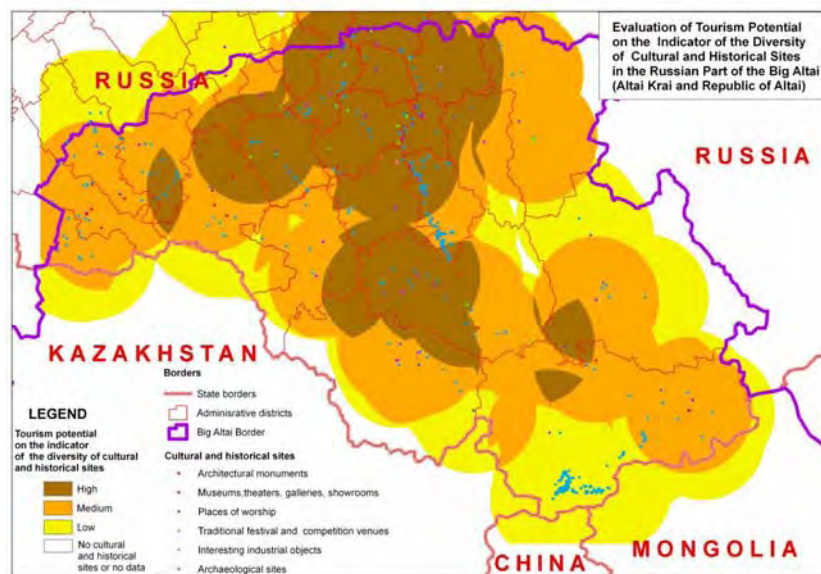 Evaluation of Tourism Potential
on the Indicator of the Diversity
of Cultural and Historical Sites
in the Russian Part of the Big Altai
(Altai Krai and Republic of Altai)
RUSSIA
RUSSIA
KAZAKHSTAN
CHINA
MONGOLIA
LEGEND
Tourism potential
on the indicator
of the diversity of cultural
and historical sites
High
Medium
Low
No cultural
and historical
sites or no data
Borders
State borders
Adminisrative districts
Big Altai Border
Cultural and historical sites
Architectural monuments
Museums,theaters, galleries, showrooms
Places of worship
Traditional festival and competition venues
Interesting industrial objects
Archaeological sites